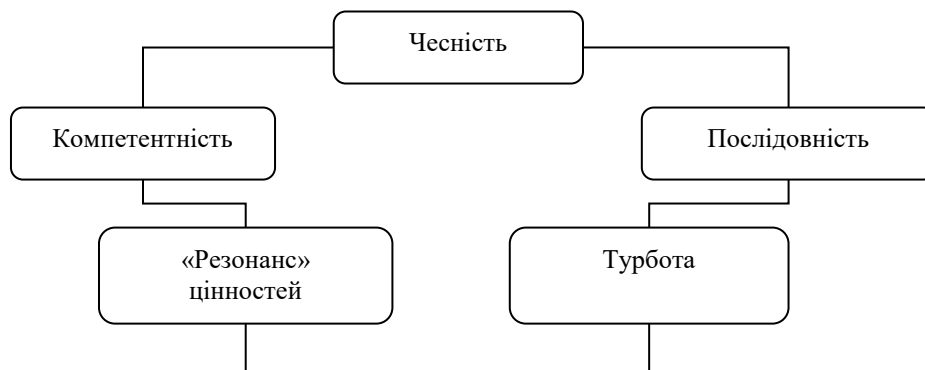 Чесність
Компетентність
Послідовність
«Резонанс»
цінностей
Турбота